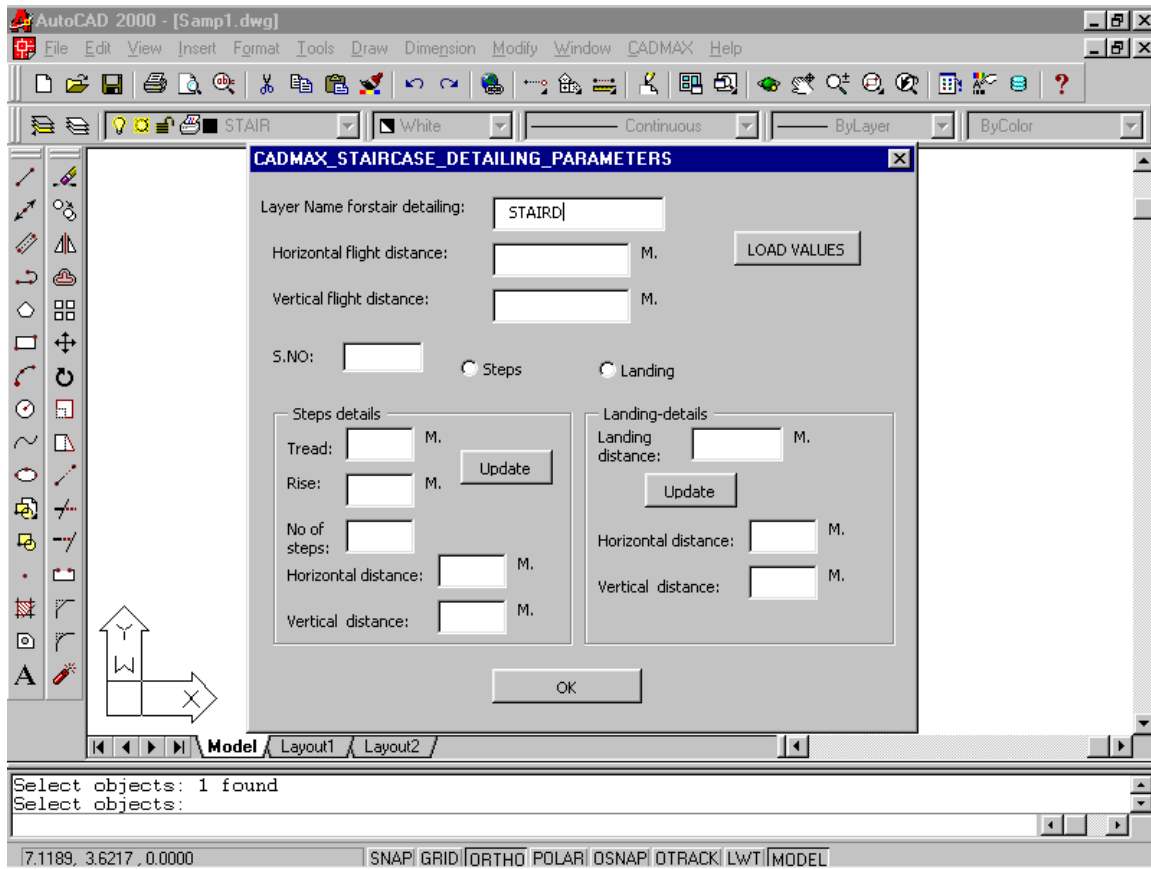 AutoCAD 2000 - [Samp1.dwg]
File Edit View Insert Format Tools Draw Dimension Modify Window CADMAX Help
STAIR White Continuous ByLayer ByColor
CADMAX_STAIRCASE_DETAILING_PARAMETERS
Layer Name forstair detailing: STAIRD
Horizontal flight distance: M. LOAD VALUES
Vertical flight distance: M.
S.NO: Steps Landing
Steps details
Tread: M.
Update
Rise: M.
No of
steps:
Horizontal distance: M.
Vertical distance: M.
Landing-details
Landing
distance: M.
Update
Horizontal distance: M.
Vertical distance: M.
OK
A
Y
W
X
Model Layout1 Layout2
Select objects: 1 found
Select objects:
7.1189, 3.6217 , 0.0000 SNAP GRID ORTHO POLAR OSNAP OTRACK LWT MODEL